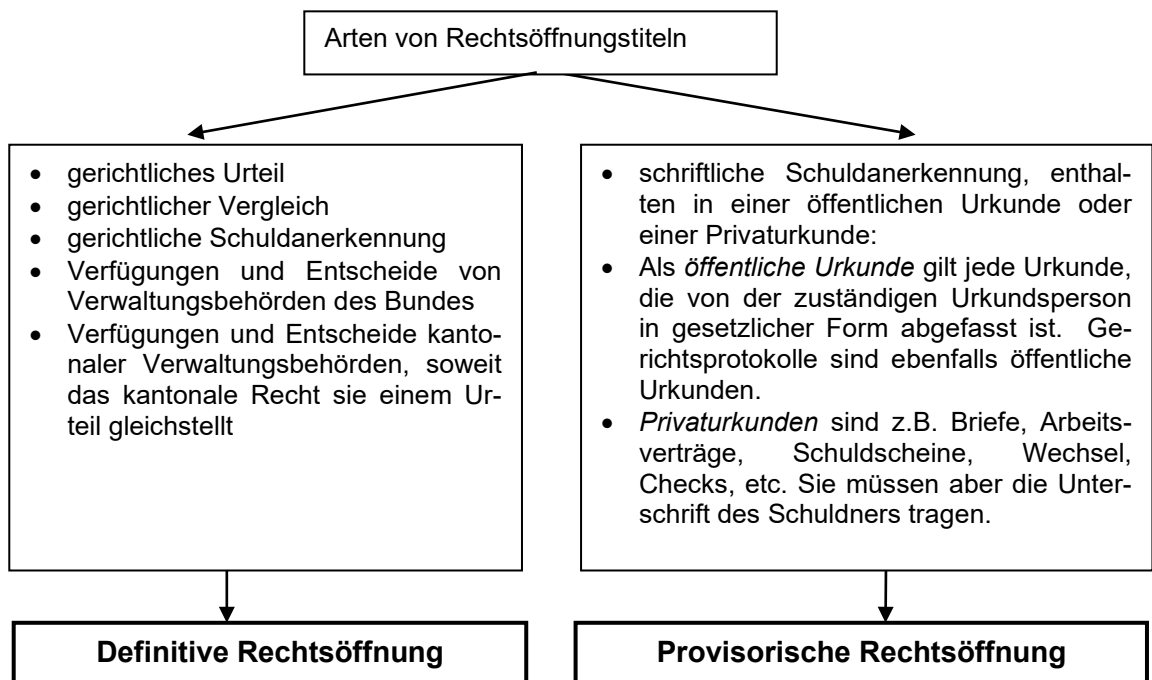 Arten von Rechtsöffnungstiteln
• gerichtliches Urteil
• gerichtlicher Vergleich
• gerichtliche Schuldanerkennung
• Verfügungen und Entscheide von
Verwaltungsbehörden des Bundes
• Verfügungen und Entscheide kanto-
naler Verwaltungsbehörden, soweit
das kantonale Recht sie einem Ur-
teil gleichstellt
• schriftliche Schuldanerkennung, enthal-
ten in einer öffentlichen Urkunde oder
einer Privaturkunde:
• Als öffentliche Urkunde gilt jede Urkunde,
die von der zuständigen Urkundsperson
in gesetzlicher Form abgefasst ist. Ge-
richtsprotokolle sind ebenfalls öffentliche
Urkunden.
• Privaturkunden sind z.B. Briefe, Arbeits-
verträge, Schuldscheine, Wechsel,
Checks, etc. Sie müssen aber die Unter-
schrift des Schuldners tragen.
Definitive Rechtsöffnung
Provisorische Rechtsöffnung